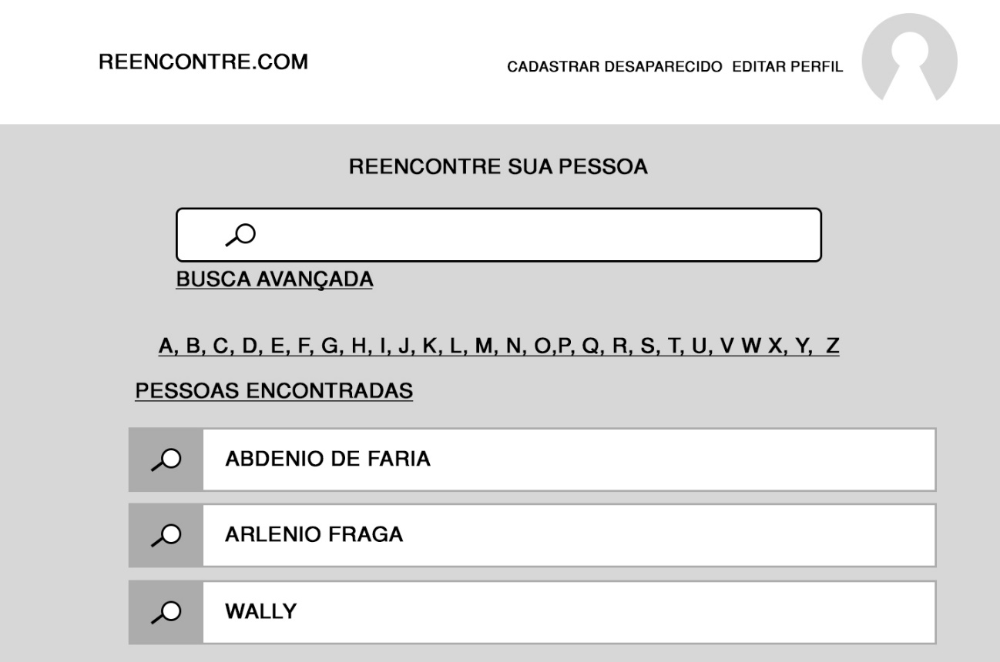 REENCONTRE.COM
CADASTRAR DESAPARECIDO EDITAR PERFIL
REENCONTRE SUA PESSOA
BUSCA AVANÇADA
A, B, C, D, E, F, G, H, I, J, K, L, M, N, O,P, Q, R, S, T, U, V W X, Y, Z
PESSOAS ENCONTRADAS
ABDENIO DE FARIA
ARLENIO FRAGA
WALLY